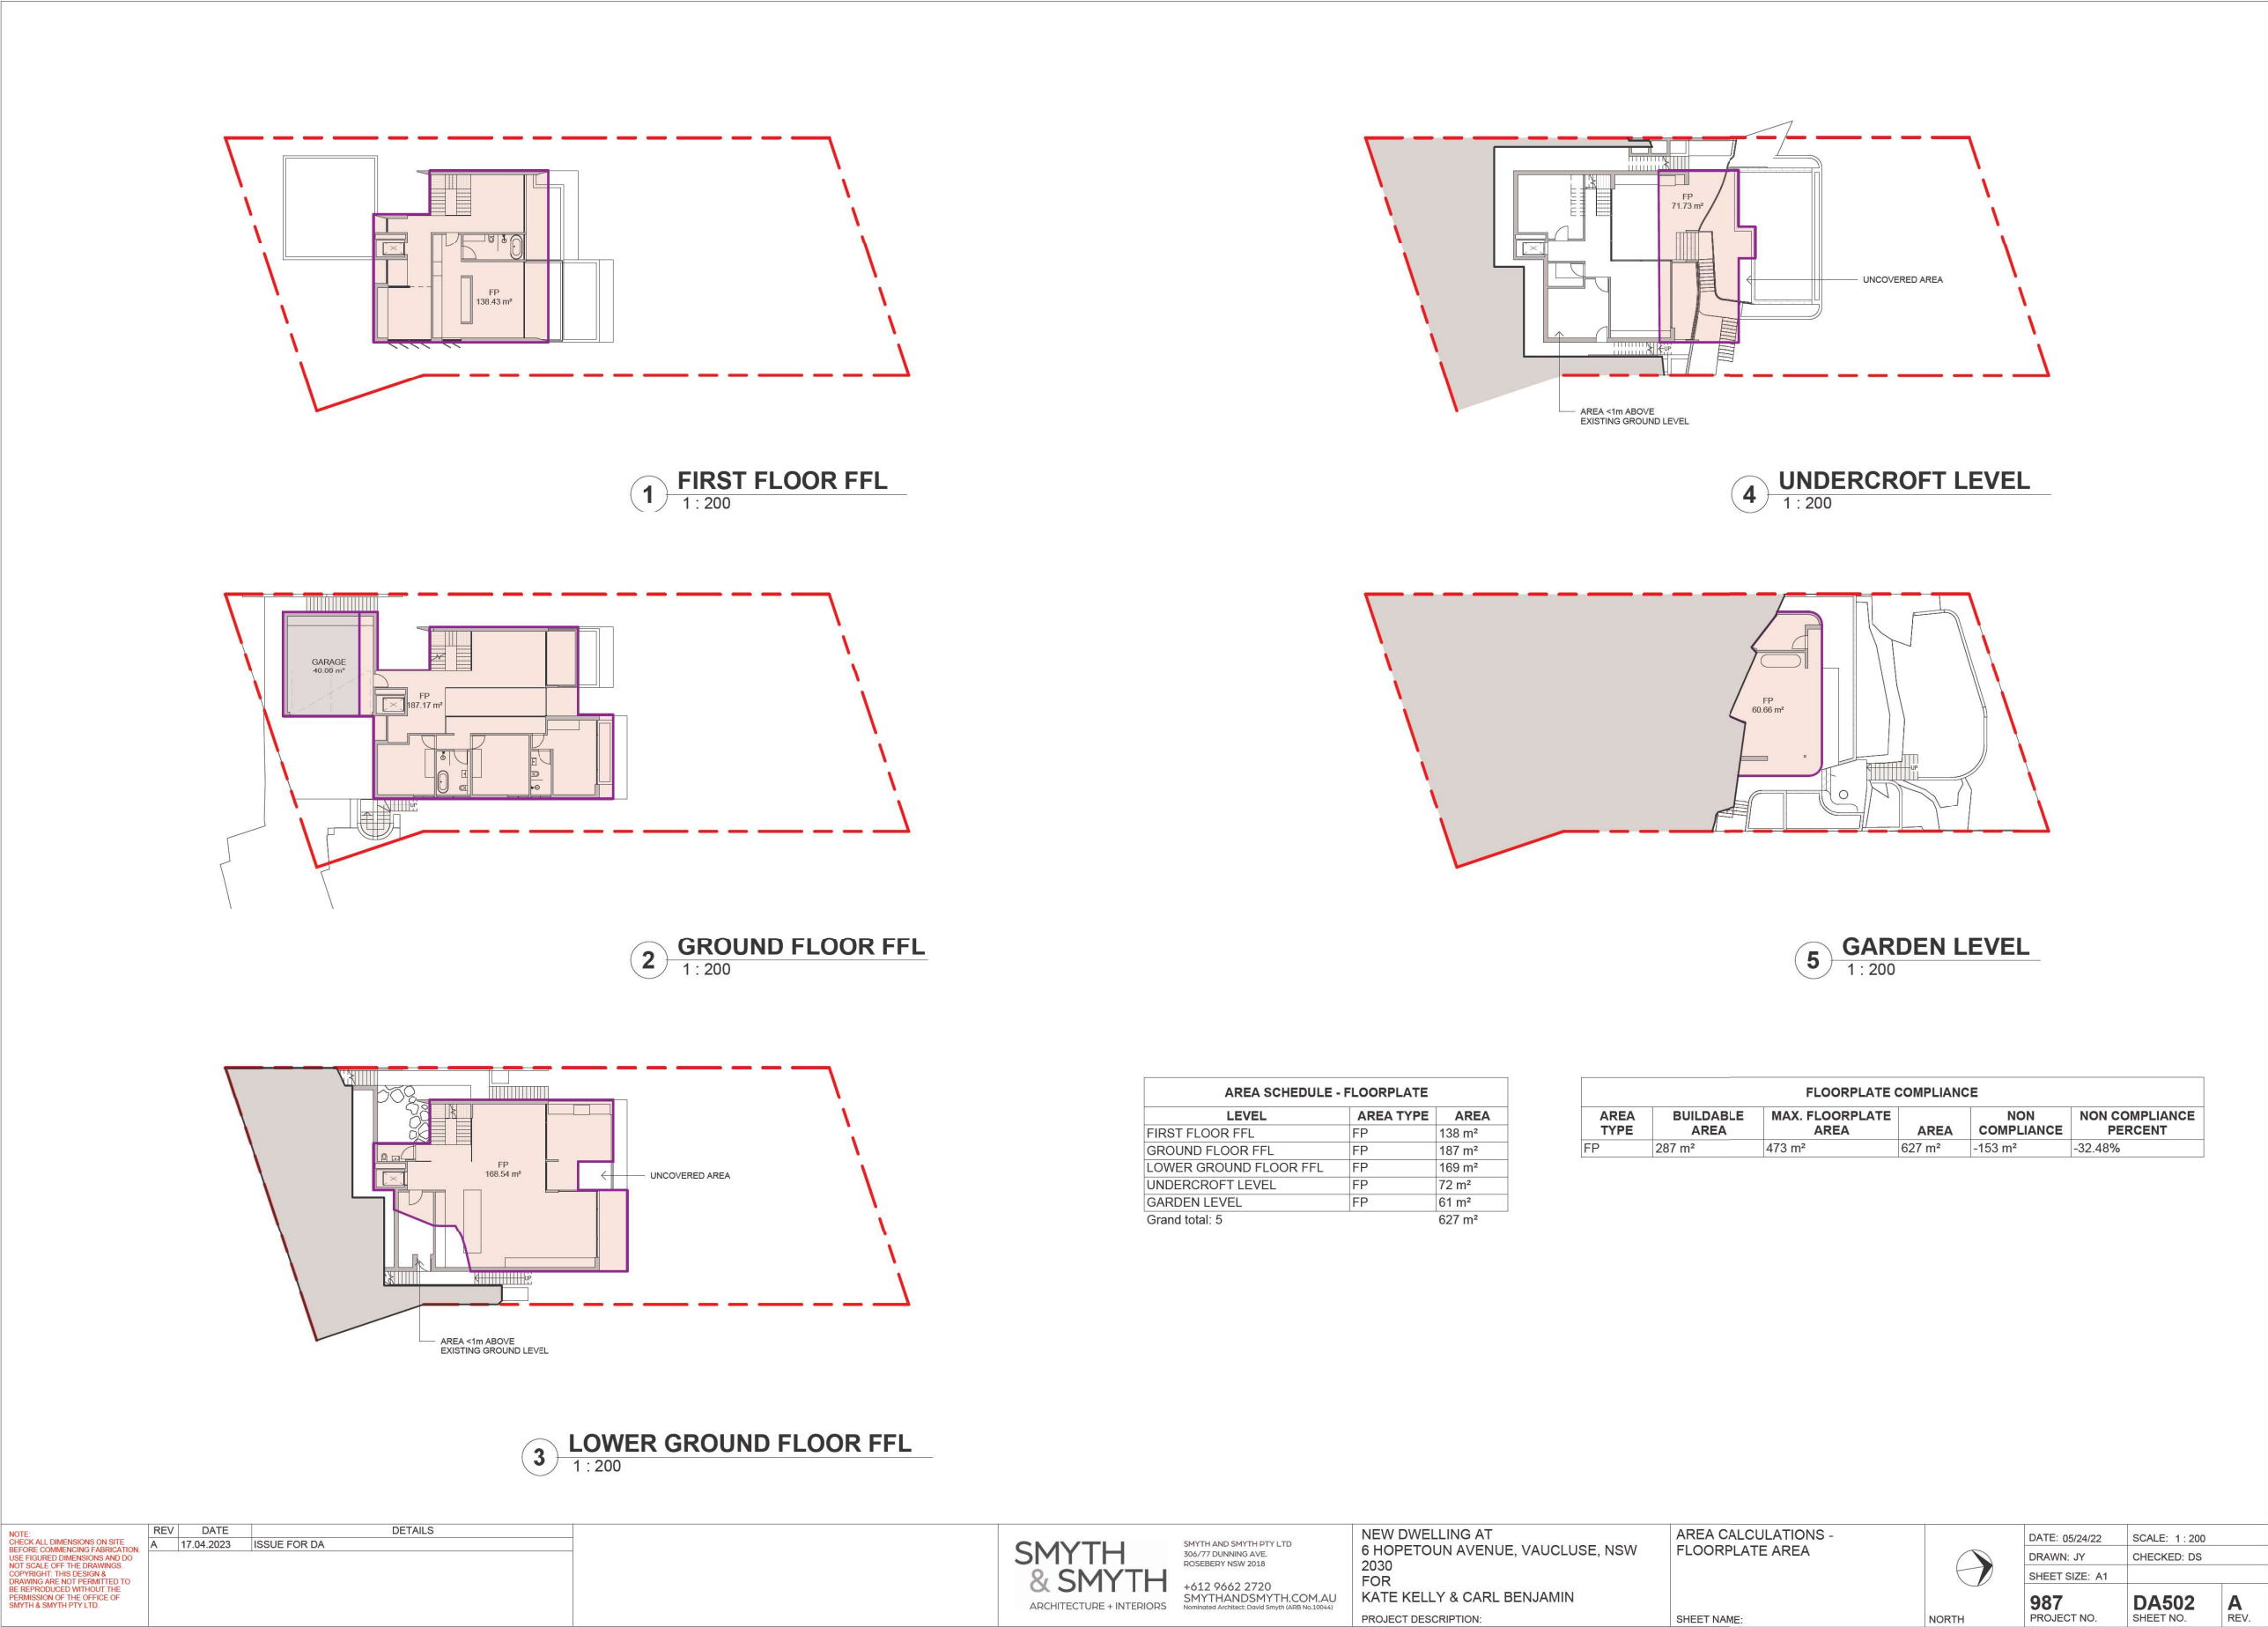 FP
138.43 m²
1
FIRST FLOOR FFL
1 : 200
FP
71.73 m²
UNCOVERED AREA
UP
AREA <1m ABOVE
EXISTING GROUND LEVEL
4
UNDERCROFT LEVEL
1 : 200
GARAGE
40.00 m²
FP
187.17 m²
UP
2
GROUND FLOOR FFL
1 : 200
FP
60.66 m²
UP
5
GARDEN LEVEL
1 : 200
FP
168.54 m²
UNCOVERED AREA
UP
AREA <1m ABOVE
EXISTING GROUND LEVEL
3
LOWER GROUND FLOOR FFL
1 : 200
AREA SCHEDULE - FLOORPLATE
LEVEL AREA TYPE AREA
FIRST FLOOR FFL FP 138 m²
GROUND FLOOR FFL FP 187 m²
LOWER GROUND FLOOR FFL FP 169 m²
UNDERCROFT LEVEL FP 72 m²
GARDEN LEVEL FP 61 m²
Grand total: 5 627 m²
FLOORPLATE COMPLIANCE
AREA BUILDABLE MAX. FLOORPLATE NON NON COMPLIANCE
TYPE AREA AREA AREA COMPLIANCE PERCENT
FP 287 m² 473 m² 627 m² -153 m² -32.48%
NOTE:
CHECK ALL DIMENSIONS ON SITE
BEFORE COMMENCING FABRICATION.
USE FIGURED DIMENSIONS AND DO
NOT SCALE OFF THE DRAWINGS.
COPYRIGHT: THIS DESIGN &
DRAWING ARE NOT PERMITTED TO
BE REPRODUCED WITHOUT THE
PERMISSION OF THE OFFICE OF
SMYTH & SMYTH PTY LTD.
REV DATE DETAILS
A 17.04.2023 ISSUE FOR DA
SMYTH
& SMYTH
ARCHITECTURE + INTERIORS
SMYTH AND SMYTH PTY LTD
306/77 DUNNING AVE.
ROSEBERY NSW 2018
+612 9662 2720
SMYTHANDSMYTH.COM.AU
Nominated Architect: David Smyth (ARB No.10044)
NEW DWELLING AT
6 HOPETOUN AVENUE, VAUCLUSE, NSW
2030
FOR
KATE KELLY & CARL BENJAMIN
PROJECT DESCRIPTION:
AREA CALCULATIONS -
FLOORPLATE AREA
SHEET NAME:
NORTH
DATE: 05/24/22 SCALE: 1 : 200
DRAWN: JY CHECKED: DS
SHEET SIZE: A1
987 DA502 A
PROJECT NO. SHEET NO. REV.